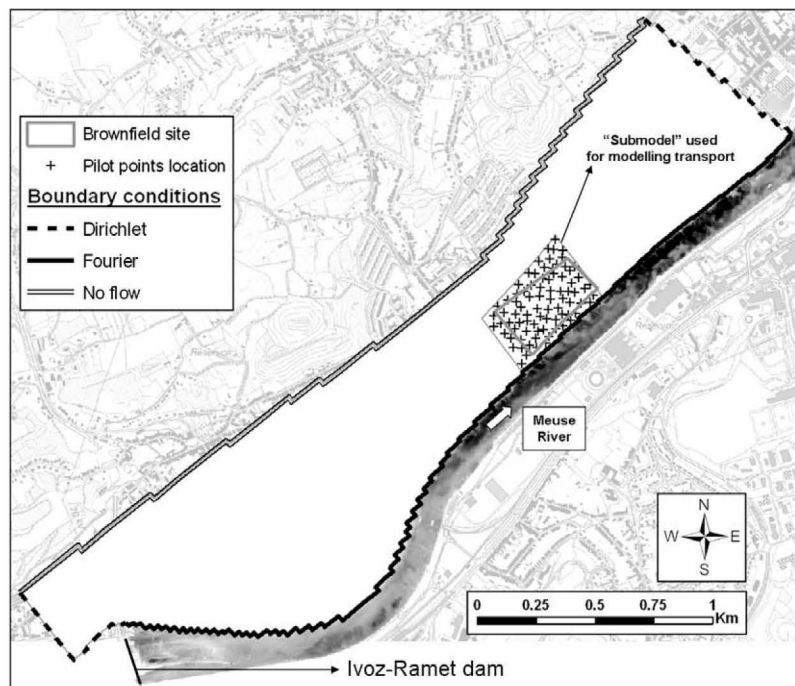 Brownfield site
Pilot points location
Boundary conditions
Dirichlet
Fourier
No flow
"Submodel" used
for modelling transport
Meuse
River
N
W E
S
0 0.25 0.5 0.75 1
Km
Ivoz-Ramet dam